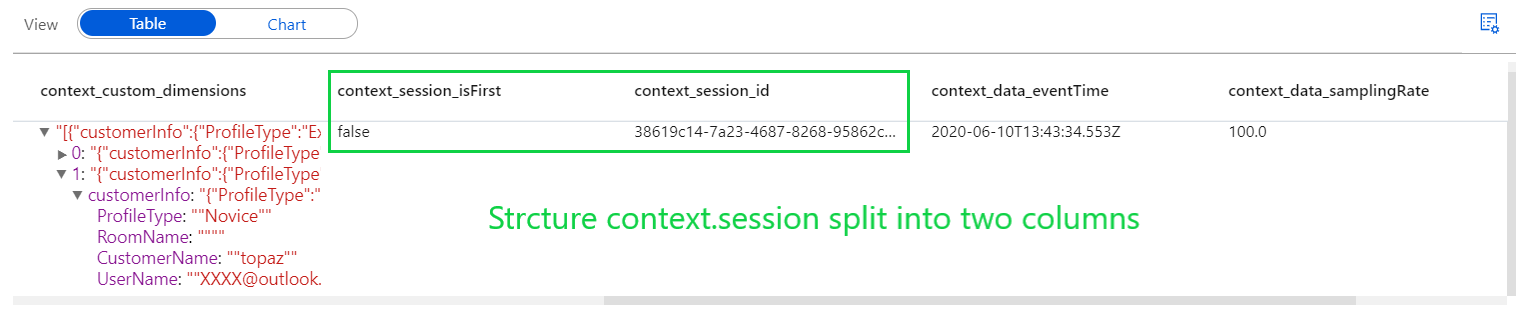 View Table Chart
context_custom_dimensions context_session_isFirst context_session_id context_data_eventTime context_data_samplingRate
"[{"customerInfo":{"ProfileType":"Ex false 38619c14-7a23-4687-8268-95862c... 2020-06-10T13:43:34.553Z 100.0
0: "{"customerInfo":{"ProfileType
1: "{"customerInfo":{"ProfileType
customerInfo: "{"ProfileType":"
ProfileType: ""Novice""
RoomName: """"
CustomerName: ""topaz""
UserName: ""XXXX@outlook.
Strcture context.session split into two columns